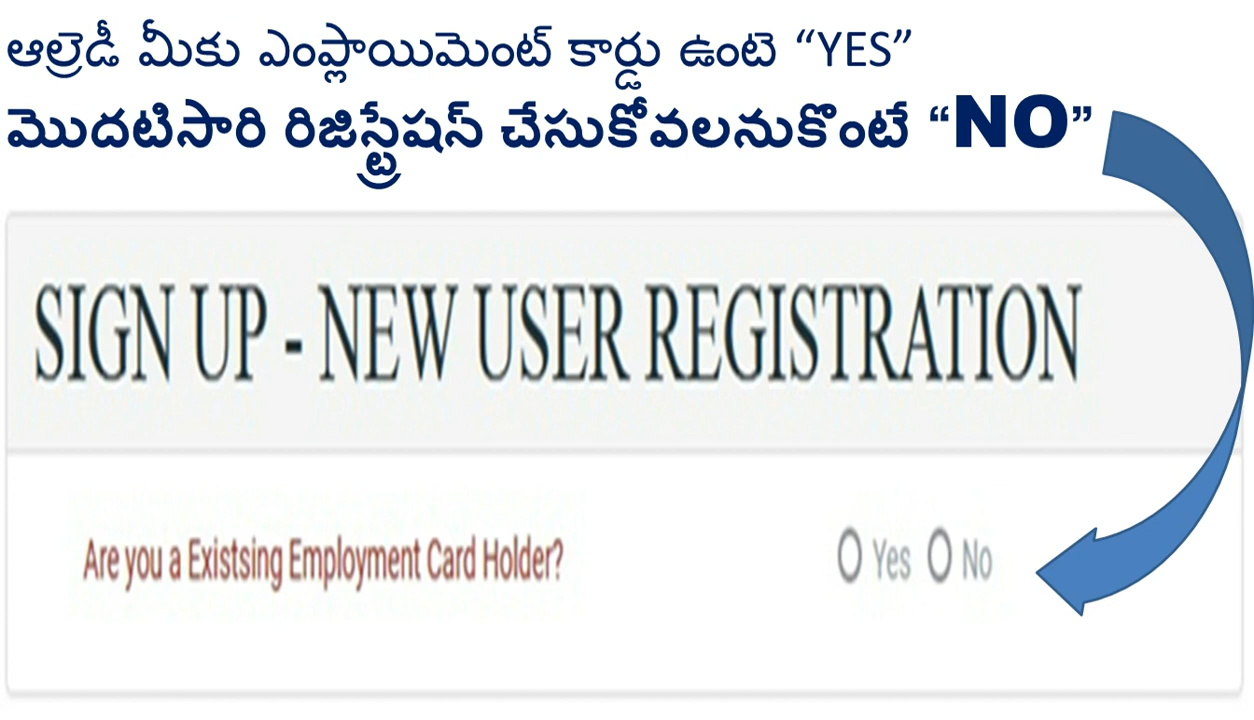 ఆల్రెడీ మీకు ఎంప్లాయిమెంట్ కార్డు ఉంటె “YES”
మొదటిసారి రిజిస్ట్రేషన్ చేసుకోవలనుకొంటే “NO”
SIGN UP - NEW USER REGISTRATION
Are you a Existsing Employment Card Holder? Yes No